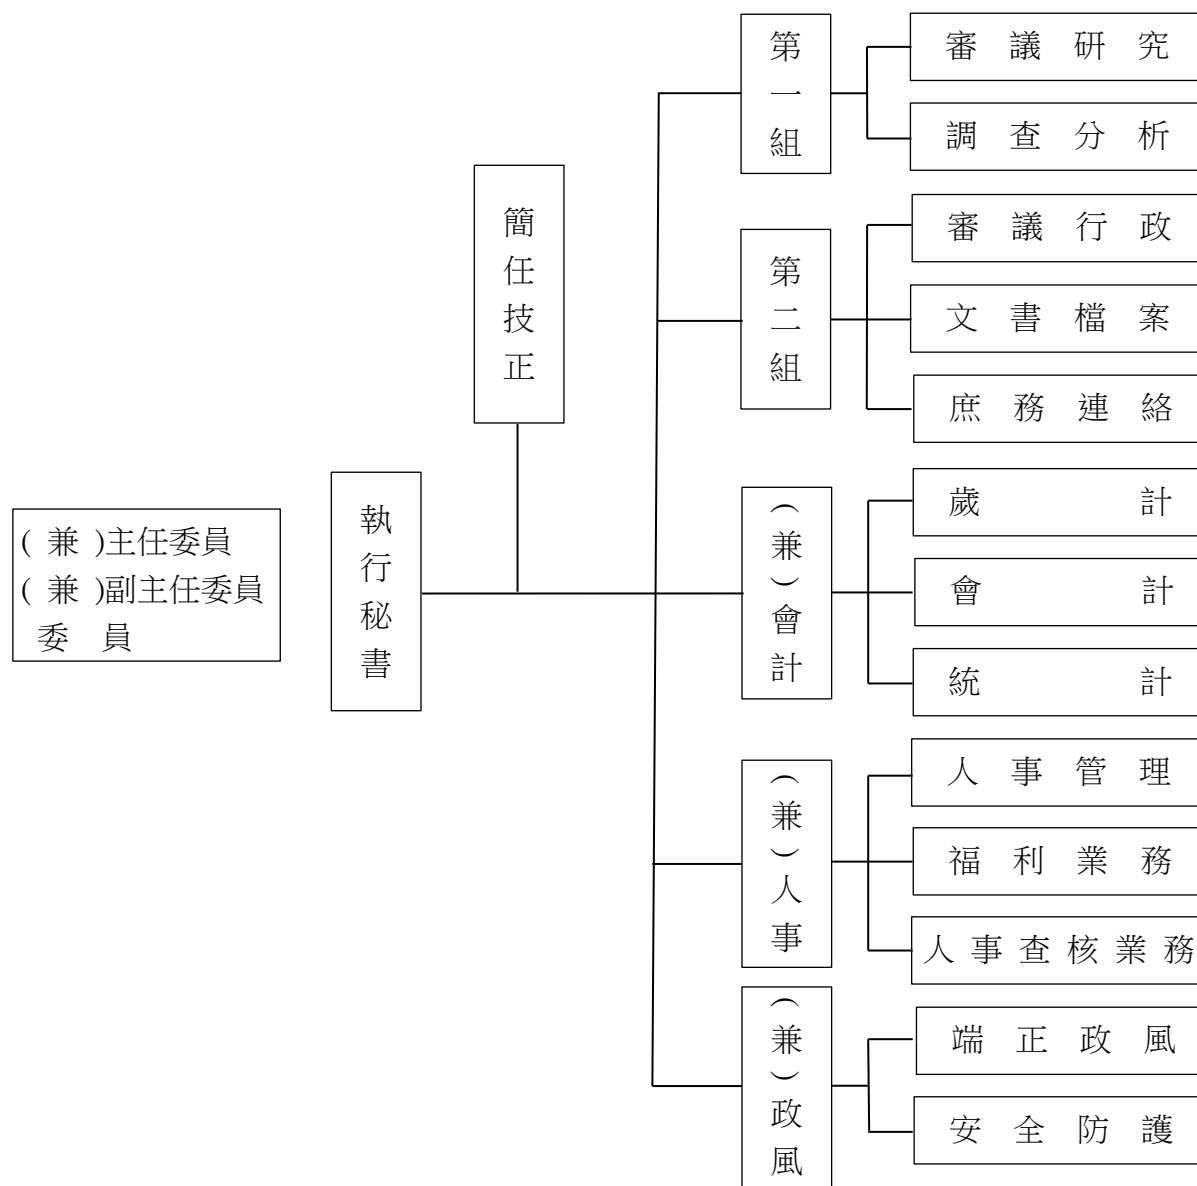 (兼)主任委員
(兼)副主任委員
委員
執行秘書
簡任技正
第一組
審議研究
調查分析
第二組
審議行政
文書檔案
庶務連絡
(兼)會計
歲計
會計
統計
(兼)人事
人事管理
福利業務
人事查核業務
(兼)政風
端正政風
安全防護